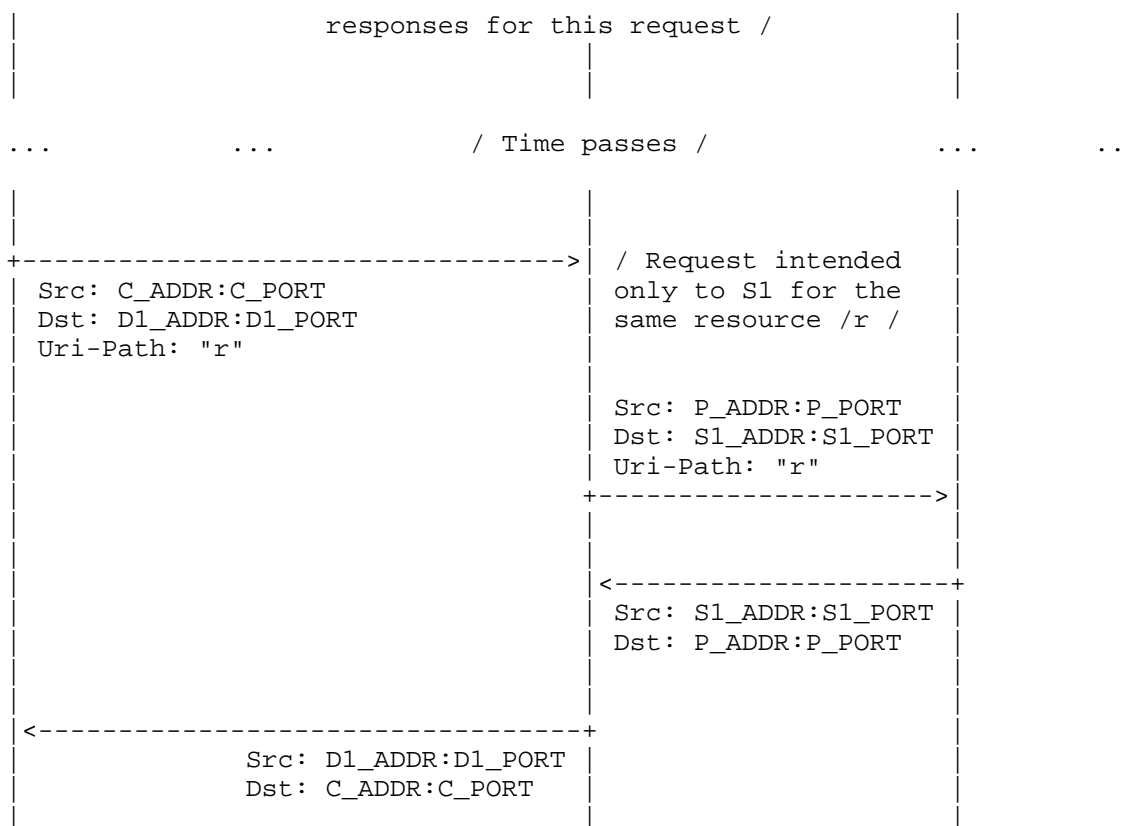 responses for this request /
... ... / Time passes / ... ..
+---------------------------------->| / Request intended
Src: C_ADDR:C_PORT only to S1 for the
Dst: D1_ADDR:D1_PORT same resource /r /
Uri-Path: "r"
Src: P_ADDR:P_PORT
Dst: S1_ADDR:S1_PORT
Uri-Path: "r"
+--------------------->|
|<---------------------+
Src: S1_ADDR:S1_PORT
Dst: P_ADDR:P_PORT
|<----------------------------------+
Src: D1_ADDR:D1_PORT
Dst: C_ADDR:C_PORT